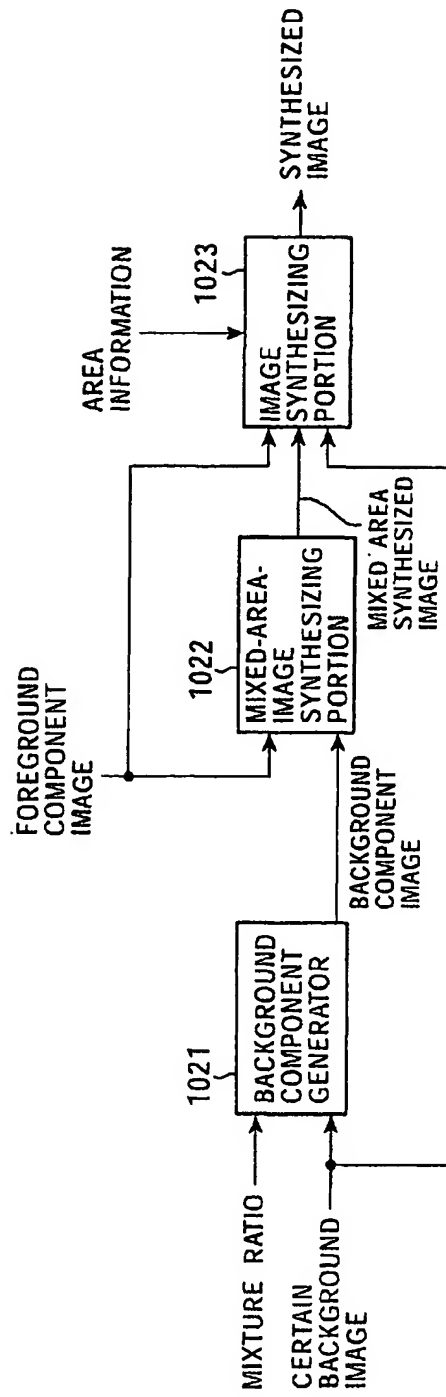 MIXTURE RATIO
CERTAIN
BACKGROUND
IMAGE
1021
BACKGROUND
COMPONENT
GENERATOR
BACKGROUND
COMPONENT
IMAGE
FOREGROUND
COMPONENT
IMAGE
1022
MIXED-AREA-
IMAGE
SYNTHESIZING
PORTION
MIXED AREA
SYNTHESIZED
IMAGE
AREA
INFORMATION
1023
IMAGE
SYNTHESIZING
PORTION
SYNTHESIZED
IMAGE